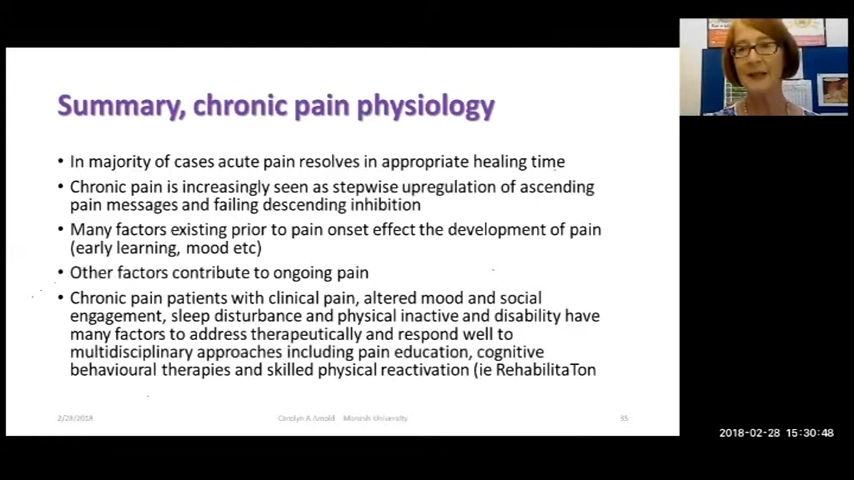 Summary, chronic pain physiology
• In majority of cases acute pain resolves in appropriate healing time
• Chronic pain is increasingly seen as stepwise upregulation of ascending
pain messages and failing descending inhibition
• Many factors existing prior to pain onset effect the development of pain
(early learning, mood etc)
• Other factors contribute to ongoing pain
• Chronic pain patients with clinical pain, altered mood and social
engagement, sleep disturbance and physical inactive and disability have
many factors to address therapeutically and respond well to
multidisciplinary approaches including pain education, cognitive
behavioural therapies and skilled physical reactivation (ie RehabilitaTon
2/28/2018
Carolyn A Arnold Monash University
35
2018-02-28 15:30:48